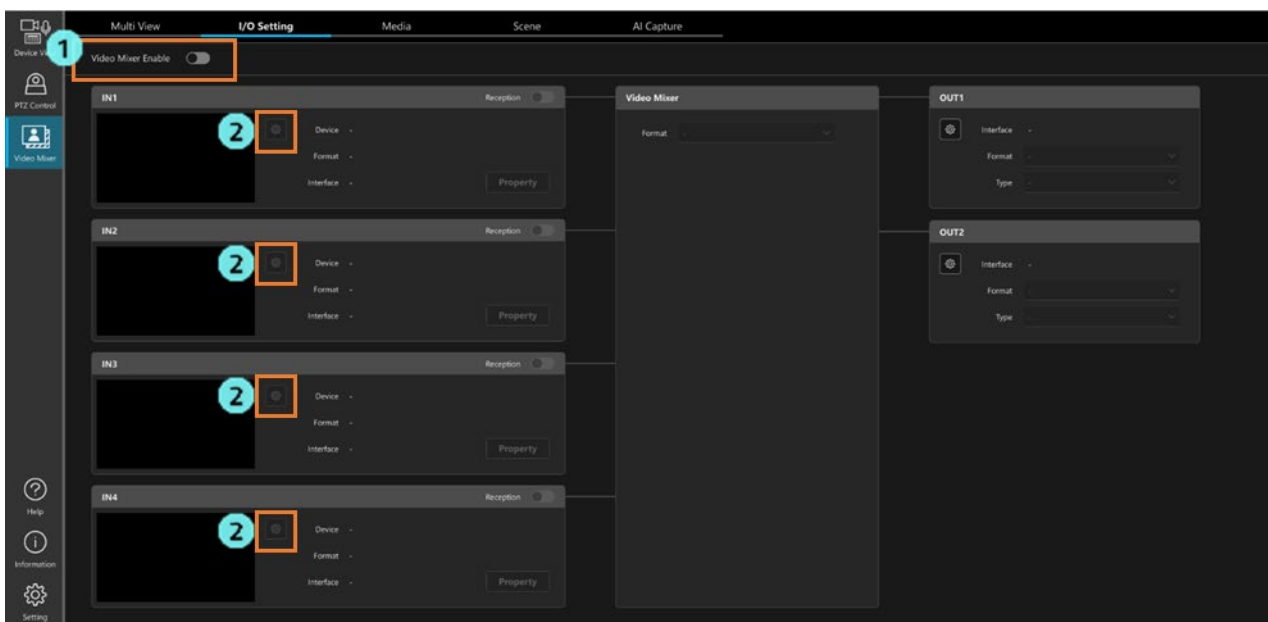 Multi View
I/O Setting
Media
Scene
AI Capture
1
Video Mixer Enable
PTZ Control
Video Mixer
Help
Information
Setting
IN1
Reception
2
Device -
Format -
Interface -
Property
IN2
Reception
2
Device -
Format -
Interface -
Property
IN3
Reception
2
Device -
Format -
Interface -
Property
IN4
Reception
2
Device -
Format -
Interface -
Property
Video Mixer
Format -
OUT1
Interface -
Format -
Type -
OUT2
Interface -
Format -
Type -